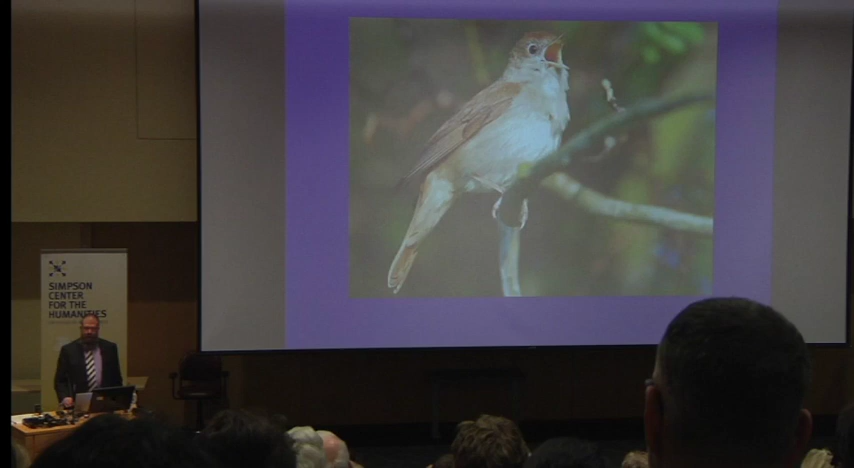 SIMPSON
CENTER
FOR THE
HUMANITIES